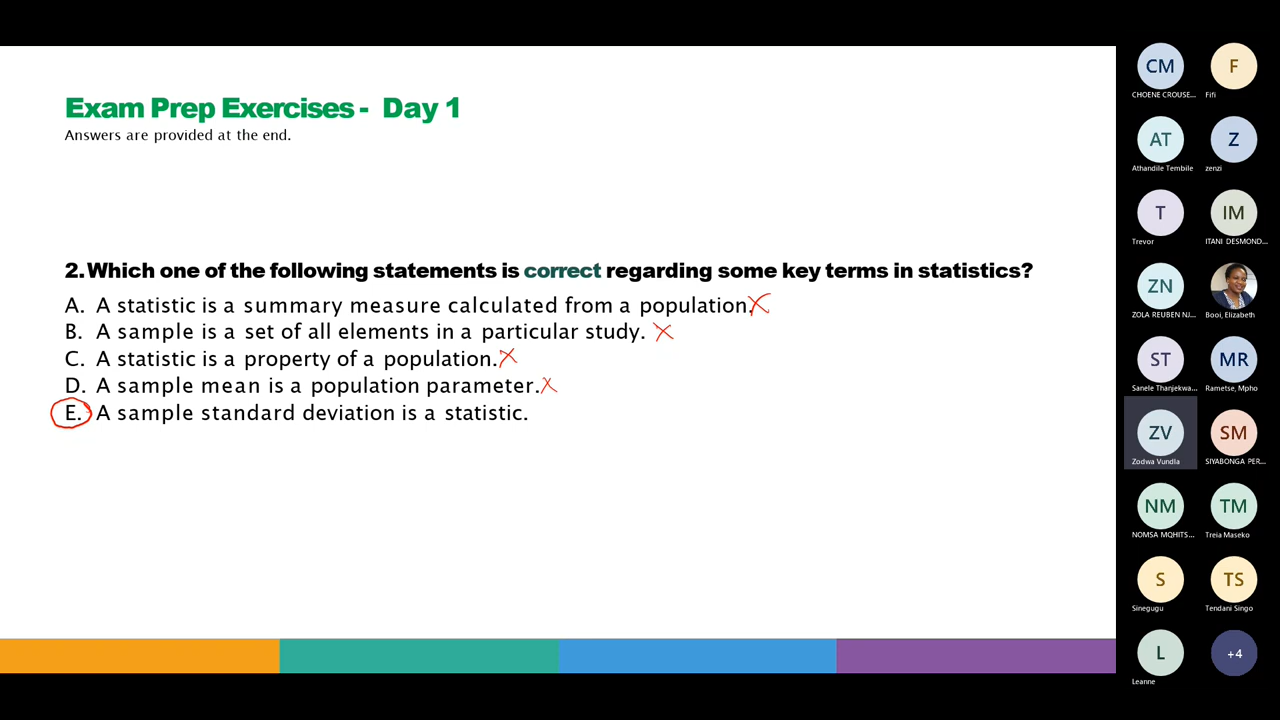 Exam Prep Exercises - Day 1
Answers are provided at the end.
2. Which one of the following statements is correct regarding some key terms in statistics?
A. A statistic is a summary measure calculated from a population.
B. A sample is a set of all elements in a particular study.
C. A statistic is a property of a population.
D. A sample mean is a population parameter.
E. A sample standard deviation is a statistic.
CM F
CHOENE CROUSE... Fifi
AT Z
Athandile Tembile zenzi
T IM
Trevor ITANI DESMOND...
ZN
ZOLA REUBEN NJ... Booi, Elizabeth
ST MR
Sanele Thanjekwa... Rametse, Mpho
ZV SM
Zodwa Vundla SIYABONGA PER...
NM TM
NOMSA MQHITS... Treia Maseko
S TS
Sinegugu Tendani Singo
L +4
Leanne